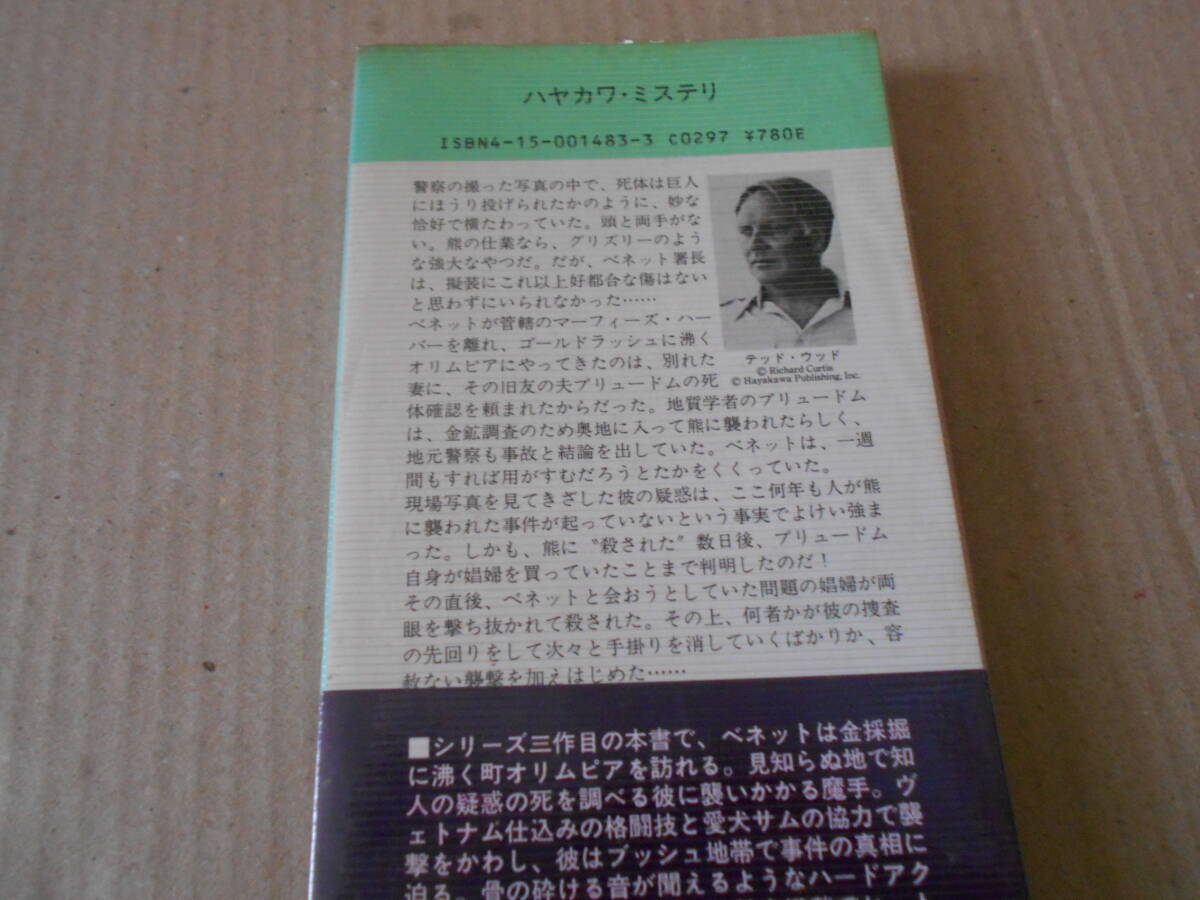 ハヤカワ・ミステリ
ISBN4-15-001483-3 C0297 ¥780E
警察の撮った写真の中で、死体は巨人
にほうり投げられたかのように、妙な
恰好で横たわっていた。頭と両手がな
い。熊の仕業なら、グリズリーのよう
な強大なやつだ。だが、ベネット署長
は、擬装にこれ以上好都合な傷はない
と思わずにいられなかった……
ベネットが管轄のマーフィーズ・ハー
バーを離れ、ゴールドラッシュに沸く
オリムピアにやってきたのは、別れた
妻に、その旧友の夫プリュードムの死
体確認を頼まれたからだった。地質学者のプリュードム
は、金鉱調査のため奥地に入って熊に襲われたらしく、
地元警察も事故と結論を出していた。ベネットは、一週
間もすれば用がすむだろうとたかをくくっていた。
現場写真を見てきざした彼の疑惑は、ここ何年も人が熊
に襲われた事件が起っていないという事実でよけい強ま
った。しかも、熊に〝殺された〟数日後、プリュードム
自身が娼婦を買っていたことまで判明したのだ！
その直後、ベネットと会おうとしていた問題の娼婦が両
眼を撃ち抜かれて殺された。その上、何者かが彼の捜査
の先回りをして次々と手掛りを消していくばかりか、容
赦ない襲撃を加えはじめた……
テッド・ウッド
© Richard Curtis
© Hayakawa Publishing, Inc.
■シリーズ三作目の本書で、ベネットは金採掘
に沸く町オリムピアを訪れる。見知らぬ地で知
人の疑惑の死を調べる彼に襲いかかる魔手。ヴ
ェトナム仕込みの格闘技と愛犬サムの協力で襲
撃をかわし、彼はブッシュ地帯で事件の真相に
迫る。骨の砕ける音が聞えるようなハードアク